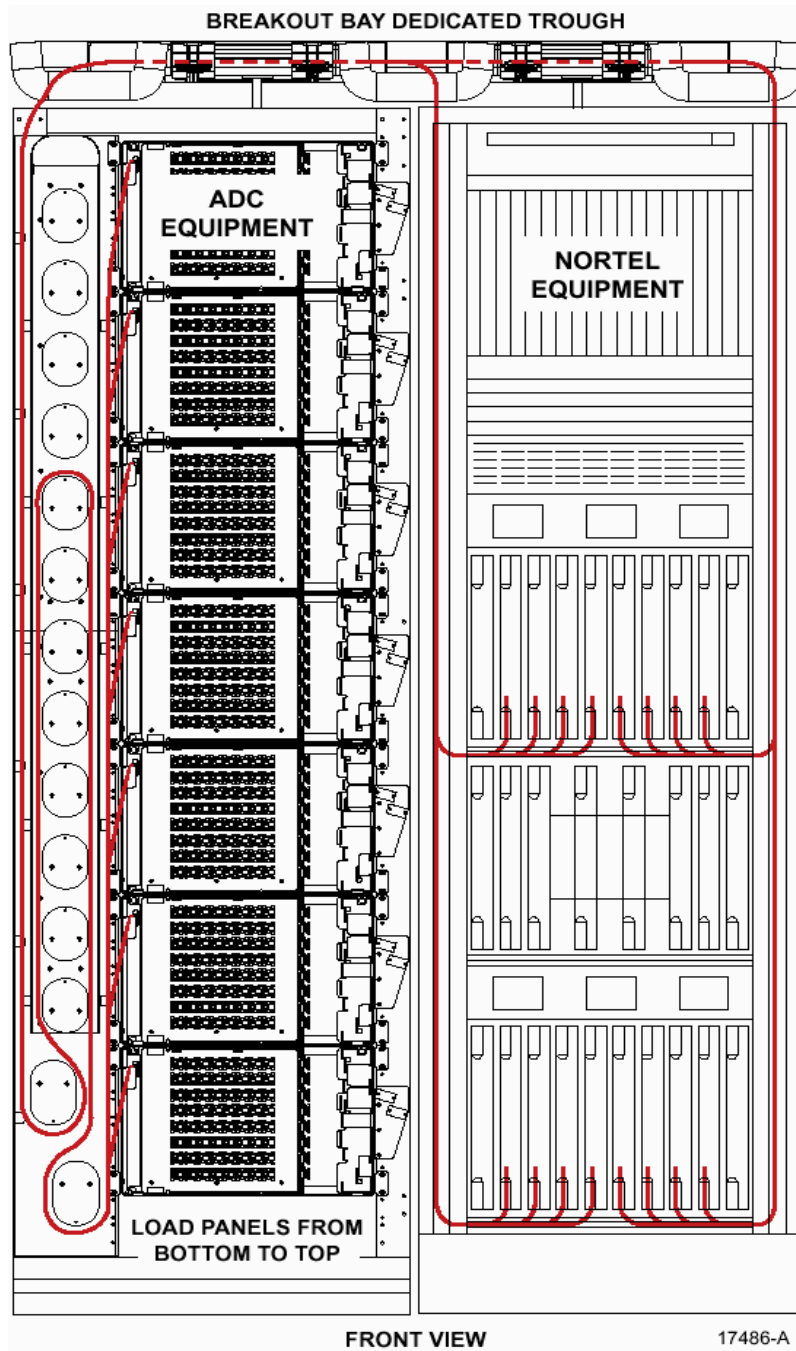 BREAKOUT BAY DEDICATED TROUGH
ADC
EQUIPMENT
NORTEL
EQUIPMENT
LOAD PANELS FROM
BOTTOM TO TOP
FRONT VIEW
17486-A